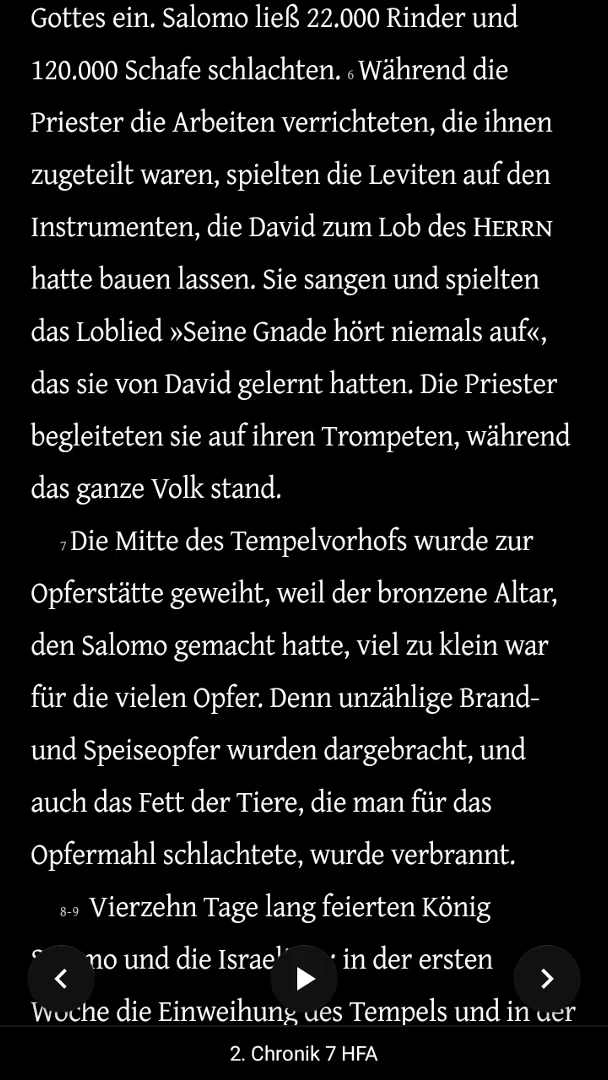 Gottes ein. Salomo ließ 22.000 Rinder und
120.000 Schafe schlachten. 6 Während die
Priester die Arbeiten verrichteten, die ihnen
zugeteilt waren, spielten die Leviten auf den
Instrumenten, die David zum Lob des HERRN
hatte bauen lassen. Sie sangen und spielten
das Loblied »Seine Gnade hört niemals auf«,
das sie von David gelernt hatten. Die Priester
begleiteten sie auf ihren Trompeten, während
das ganze Volk stand.
7 Die Mitte des Tempelvorhofs wurde zur
Opferstätte geweiht, weil der bronzene Altar,
den Salomo gemacht hatte, viel zu klein war
für die vielen Opfer. Denn unzählige Brand-
und Speiseopfer wurden dargebracht, und
auch das Fett der Tiere, die man für das
Opfermahl schlachtete, wurde verbrannt.
8-9 Vierzehn Tage lang feierten König
und die in der ersten
Woche die Einweihung des Tempels und in der
2. Chronik 7 HFA